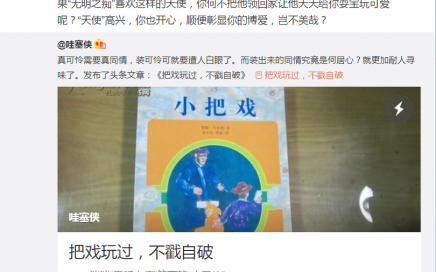 果“无明之痴”喜欢这样的天使，你何不把他领回家让他天天给你耍宝玩可爱
呢？“天使”高兴，你也开心，顺便彰显你的博爱，岂不美哉？
@哇塞侠
真可怜需要真同情，装可怜可就要遭人白眼了。而装出来的同情究竟是何居心？就更加耐人寻
味了。发布了头条文章：《把戏玩过，不戳自破》 把戏玩过，不戳自破
小把戏
哇塞侠
把戏玩过，不戳自破